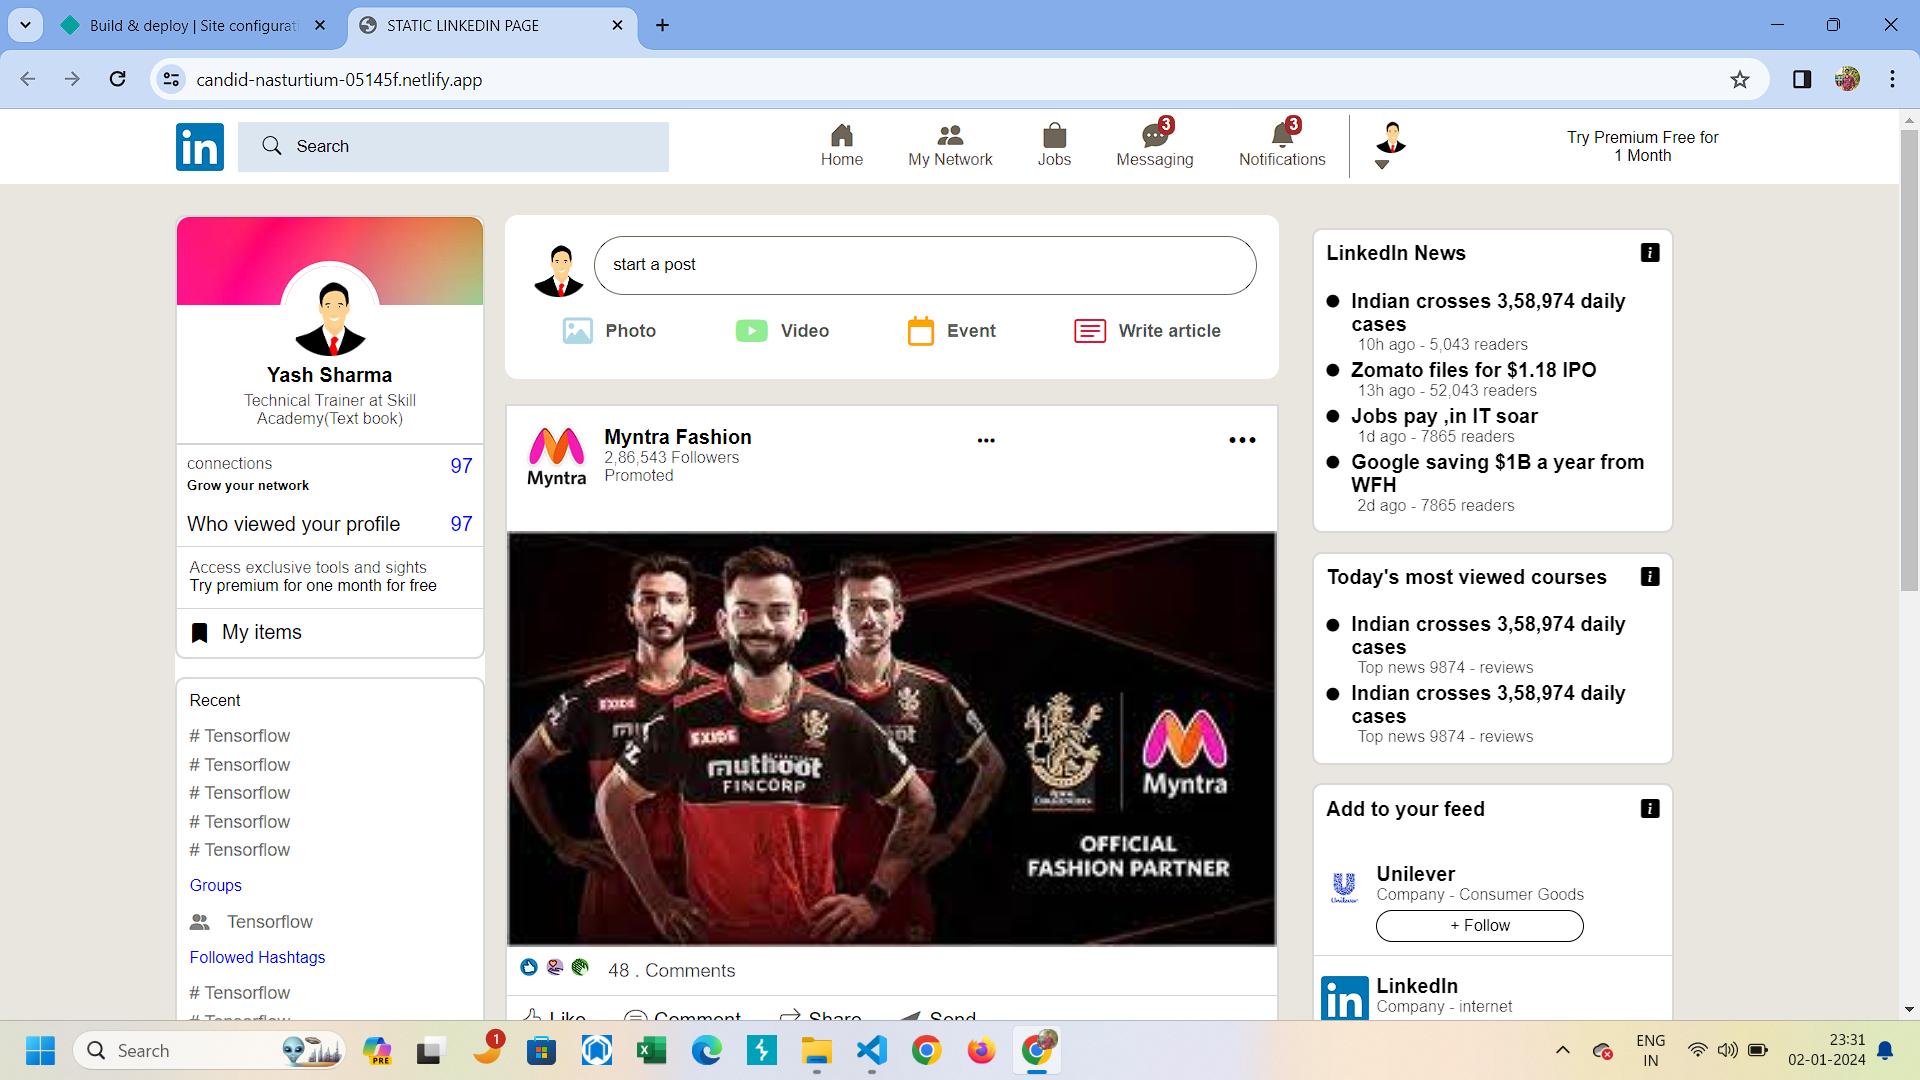 Build & deploy | Site configurati
STATIC LINKEDIN PAGE
candid-nasturtium-05145f.netlify.app
in
Search
Home
My Network
Jobs
3
Messaging
3
Notifications
Try Premium Free for
1 Month
Yash Sharma
Technical Trainer at Skill
Academy(Text book)
connections
97
Grow your network
Who viewed your profile
97
Access exclusive tools and sights
Try premium for one month for free
My items
Recent
# Tensorflow
# Tensorflow
# Tensorflow
# Tensorflow
# Tensorflow
Groups
Tensorflow
Followed Hashtags
# Tensorflow
# Tensorflow
start a post
Photo
Video
Event
Write article
Myntra
Myntra Fashion
2,86,543 Followers
Promoted
EXIDE
EXIDE
muthoot
FINCORP
Myntra
OFFICIAL
FASHION PARTNER
48 . Comments
Like
Comment
Share
Send
LinkedIn News
Indian crosses 3,58,974 daily
cases
10h ago - 5,043 readers
Zomato files for $1.18 IPO
13h ago - 52,043 readers
Jobs pay ,in IT soar
1d ago - 7865 readers
Google saving $1B a year from
WFH
2d ago - 7865 readers
Today's most viewed courses
Indian crosses 3,58,974 daily
cases
Top news 9874 - reviews
Indian crosses 3,58,974 daily
cases
Top news 9874 - reviews
Add to your feed
Unilever
Unilever
Company - Consumer Goods
+ Follow
in
LinkedIn
Company - internet
Search
PRE
1
ENG
IN
23:31
02-01-2024